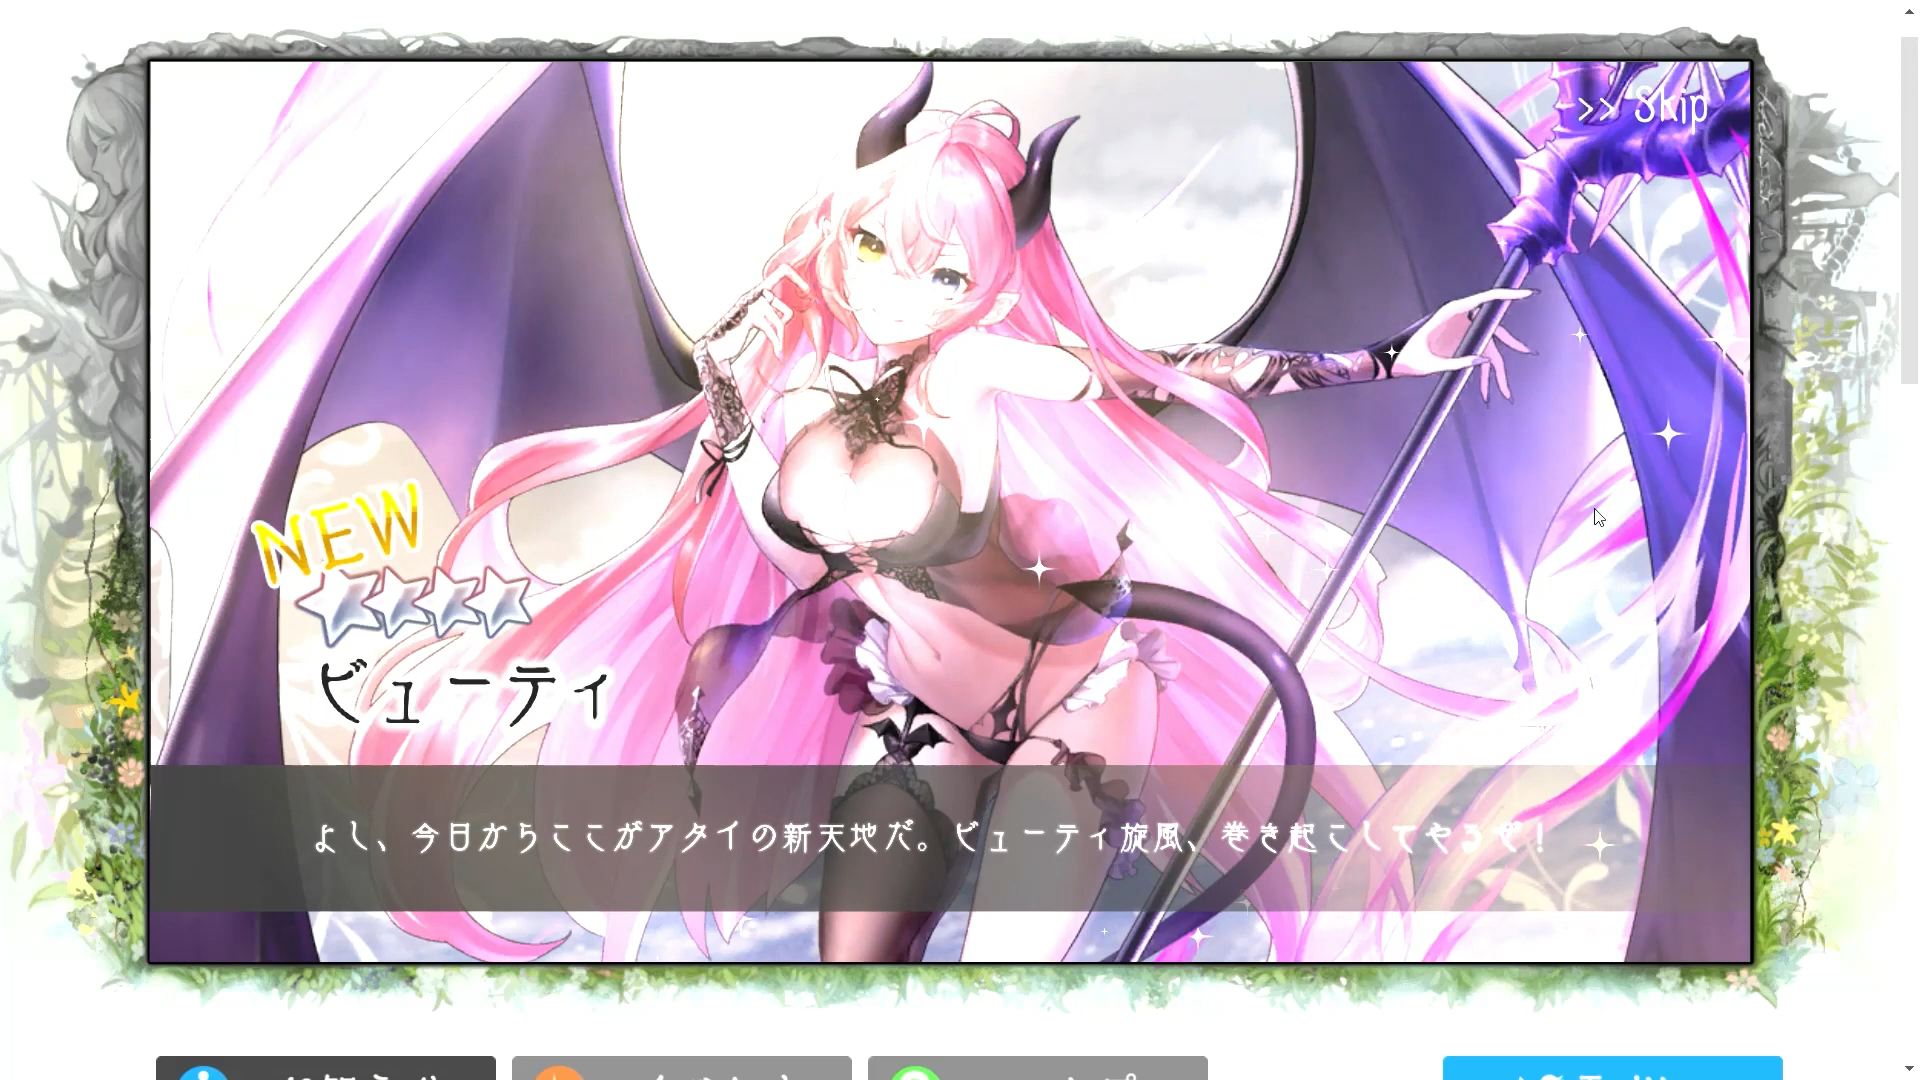 >> Skip
NEW
ビューティ
よし、今日からここがアタイの新天地だ。ビューティ旋風、巻き起こしてやるぜ!